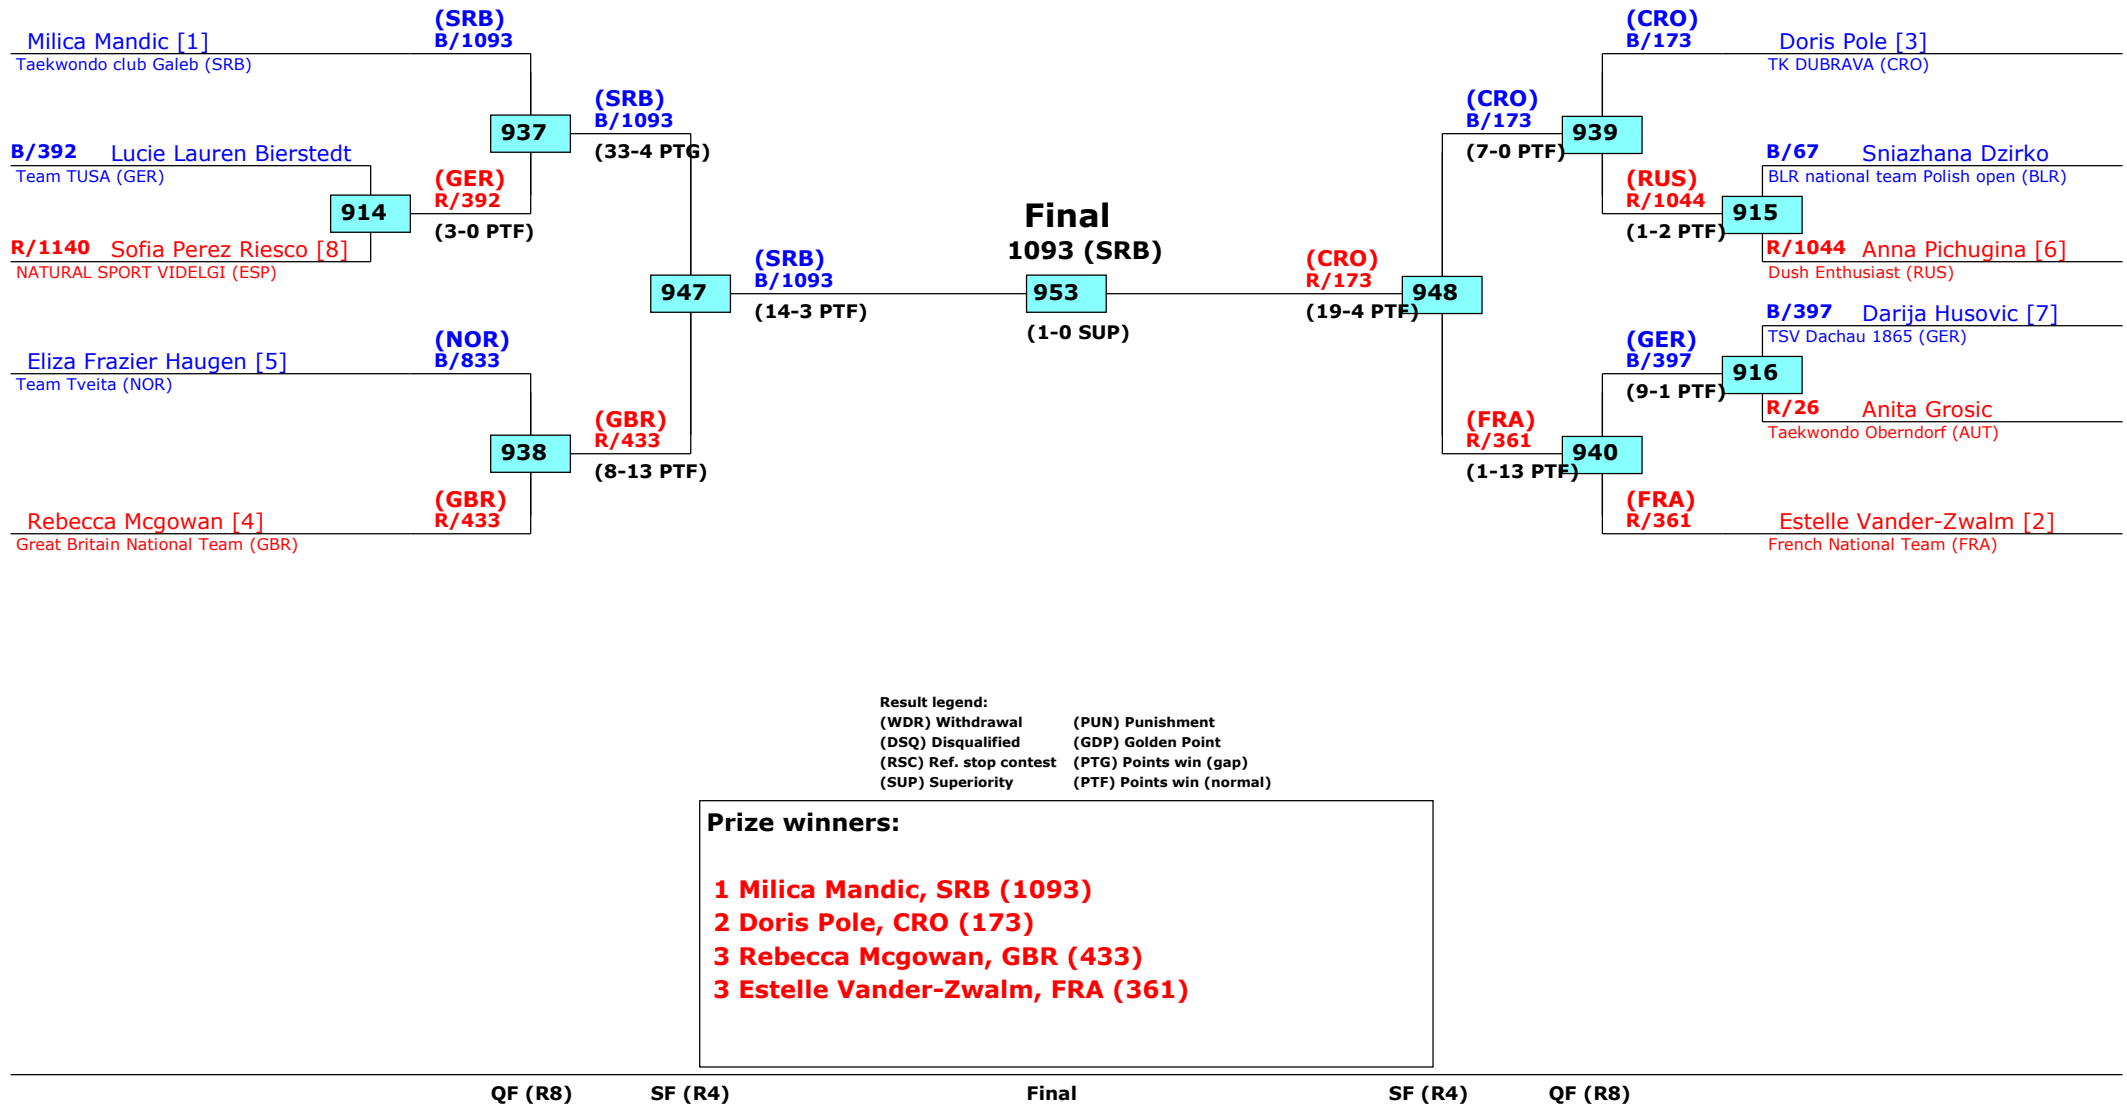 (SRB)
Milica Mandic [1] B/1093
Taekwondo club Galeb (SRB)
(SRB)
B/1093
937
(33-4 PTG)
B/392 Lucie Lauren Bierstedt
Team TUSA (GER)
(GER)
R/392
914
(3-0 PTF)
R/1140 Sofia Perez Riesco [8]
NATURAL SPORT VIDELGI (ESP)
(SRB)
B/1093
947
(14-3 PTF)
(NOR)
Eliza Frazier Haugen [5] B/833
Team Tveita (NOR)
(GBR)
R/433
938
(8-13 PTF)
(GBR)
Rebecca Mcgowan [4] R/433
Great Britain National Team (GBR)
Final
1093 (SRB)
953
(1-0 SUP)
(CRO)
B/173 Doris Pole [3]
TK DUBRAVA (CRO)
(CRO)
B/173
939
(7-0 PTF)
B/67 Sniazhana Dzirko
BLR national team Polish open (BLR)
(RUS)
R/1044
915
(1-2 PTF)
R/1044 Anna Pichugina [6]
Dush Enthusiast (RUS)
(CRO)
R/173
948
(19-4 PTF)
B/397 Darija Husovic [7]
TSV Dachau 1865 (GER)
(GER)
B/397
916
(9-1 PTF)
R/26 Anita Grosic
Taekwondo Oberndorf (AUT)
(FRA)
R/361
940
(1-13 PTF)
(FRA)
R/361 Estelle Vander-Zwalm [2]
French National Team (FRA)
Result legend:
(WDR) Withdrawal (PUN) Punishment
(DSQ) Disqualified (GDP) Golden Point
(RSC) Ref. stop contest (PTG) Points win (gap)
(SUP) Superiority (PTF) Points win (normal)
Prize winners:
1 Milica Mandic, SRB (1093)
2 Doris Pole, CRO (173)
3 Rebecca Mcgowan, GBR (433)
3 Estelle Vander-Zwalm, FRA (361)
QF (R8) SF (R4) Final SF (R4) QF (R8)